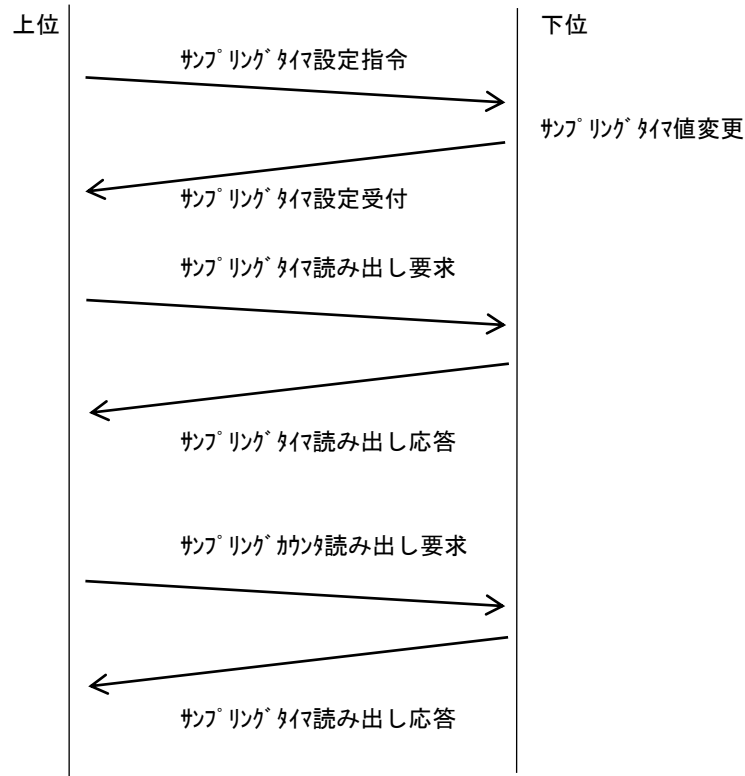 上位
下位
ｻﾝﾌﾟﾘﾝｸﾞﾀｲﾏ設定指令
ｻﾝﾌﾟﾘﾝｸﾞﾀｲﾏ値変更
ｻﾝﾌﾟﾘﾝｸﾞﾀｲﾏ設定受付
ｻﾝﾌﾟﾘﾝｸﾞﾀｲﾏ読み出し要求
ｻﾝﾌﾟﾘﾝｸﾞﾀｲﾏ読み出し応答
ｻﾝﾌﾟﾘﾝｸﾞｶｳﾝﾀ読み出し要求
ｻﾝﾌﾟﾘﾝｸﾞﾀｲﾏ読み出し応答